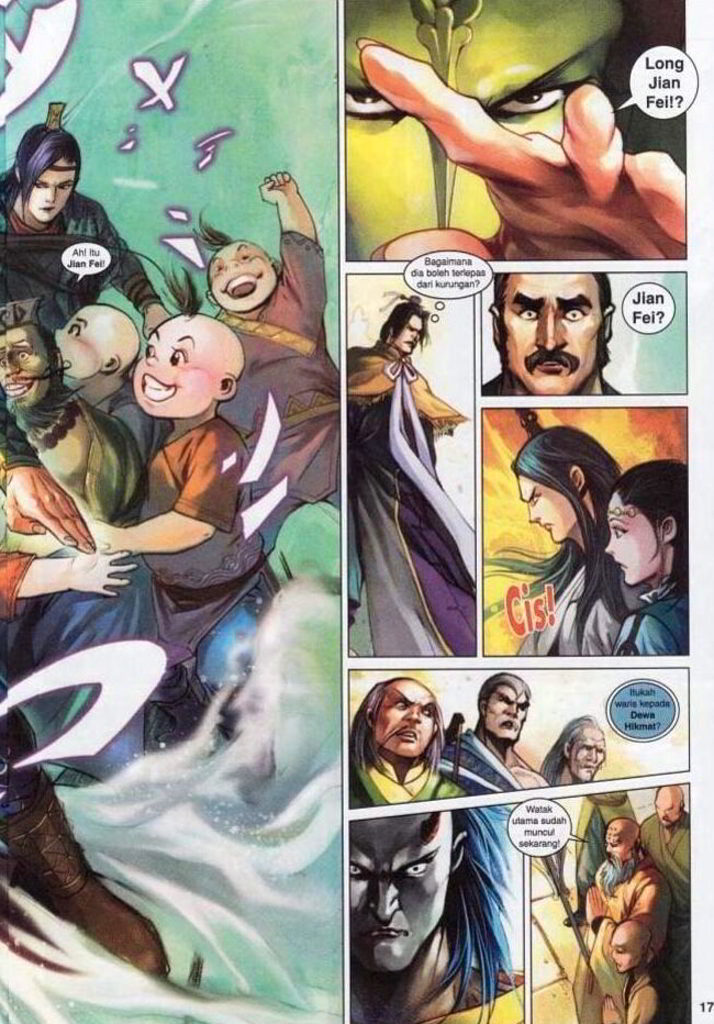 Ah! Itu
Jian Fei!
Long
Jian
Fei!?
Bagaimana
dia boleh terlepas
dari kurungan?
Jian
Fei?
Cis!
Itukah
waris kepada
Dewa
Hikmat?
Watak
utama sudah
muncul
sekarang!
17